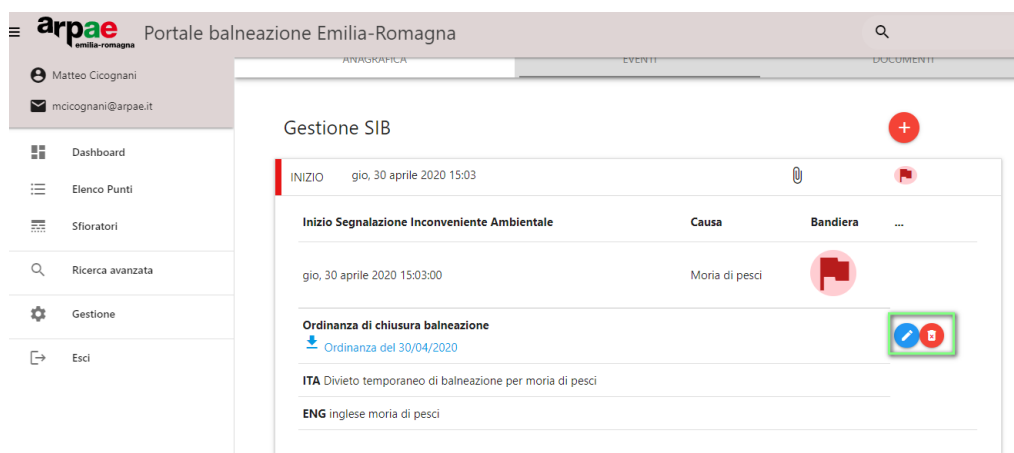 arpae
emilia-romagna
Portale balneazione Emilia-Romagna
Matteo Cicognani
mcicognani@arpae.it
Dashboard
Elenco Punti
Sfioratori
Ricerca avanzata
Gestione
Esci
ANAGRAFICA EVENTI DOCUMENTI
Gestione SIB
INIZIO gio, 30 aprile 2020 15:03
Inizio Segnalazione Inconveniente Ambientale Causa Bandiera ...
gio, 30 aprile 2020 15:03:00 Moria di pesci
Ordinanza di chiusura balneazione
Ordinanza del 30/04/2020
ITA Divieto temporaneo di balneazione per moria di pesci
ENG inglese moria di pesci